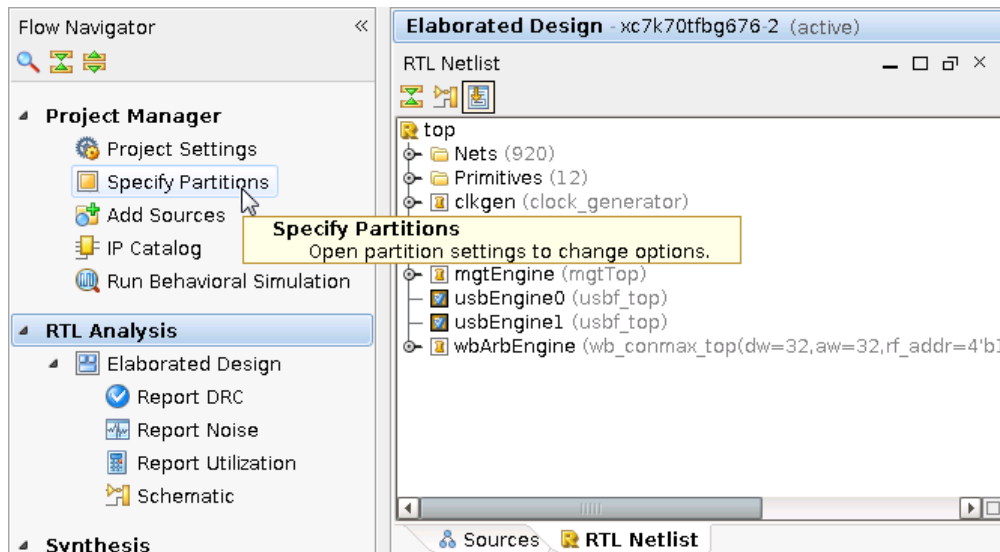 Flow Navigator
Project Manager
Project Settings
Specify Partitions
Add Sources
IP Catalog
Run Behavioral Simulation
RTL Analysis
Elaborated Design
Report DRC
Report Noise
Report Utilization
Schematic
Synthesis
Specify Partitions
Open partition settings to change options.
Elaborated Design - xc7k70tfbg676-2 (active)
RTL Netlist
top
Nets (920)
Primitives (12)
clkgen (clock_generator)
mgtEngine (mgtTop)
usbEngine0 (usbf_top)
usbEngine1 (usbf_top)
wbArbEngine (wb_conmax_top(dw=32,aw=32,rf_addr=4'b1
Sources
RTL Netlist